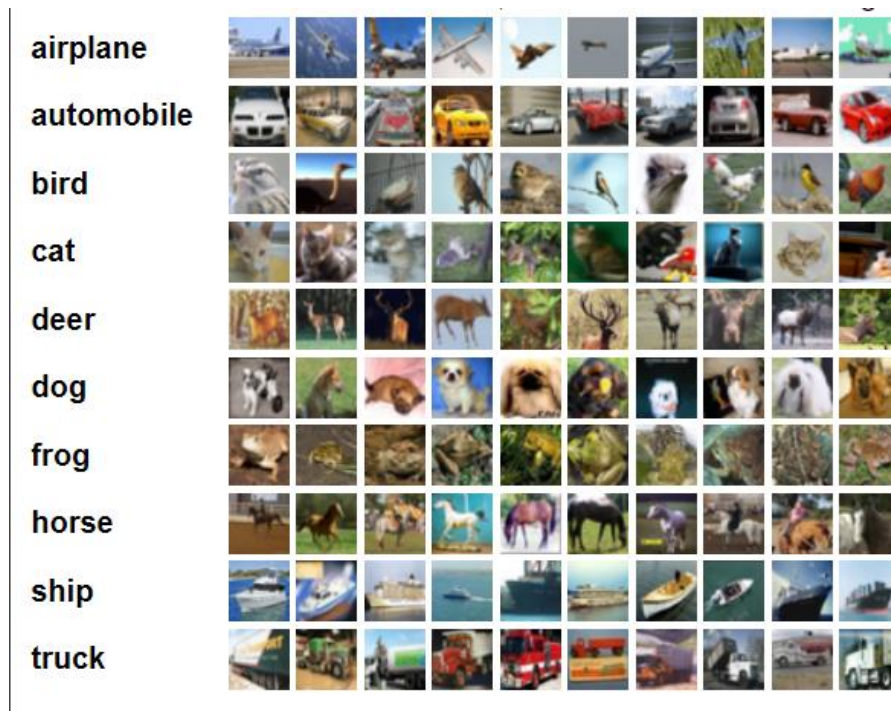 airplane
automobile
bird
cat
deer
dog
frog
horse
ship
truck